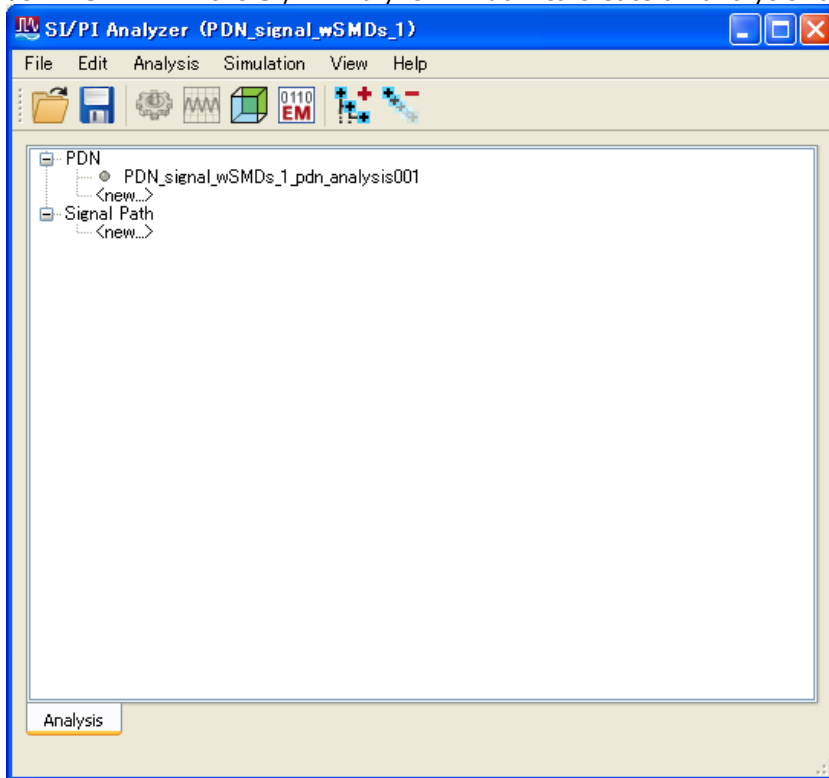 SI/PI Analyzer (PDN_signal_wSMDs_1)
File Edit Analysis Simulation View Help
0110
EM
PDN
PDN_signal_wSMDs_1_pdn_analysis001
<new...>
Signal Path
<new...>
Analysis